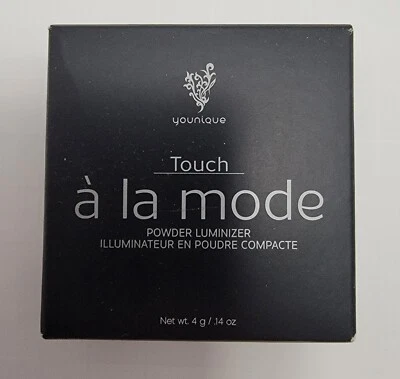 younique
Touch
à la mode
POWDER LUMINIZER
ILLUMINATEUR EN POUDRE COMPACTE
Net wt. 4 g / .14 oz